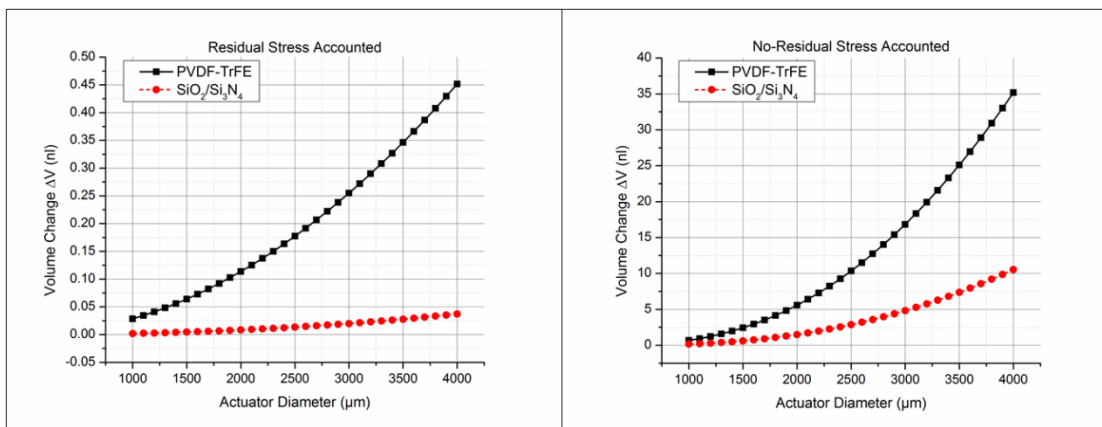 Residual Stress Accounted
PVDF-TrFE
SiO₂/Si₃N₄
0.50
0.45
0.40
0.35
0.30
0.25
0.20
0.15
0.10
0.05
0.00
-0.05
Volume Change ΔV (nl)
1000 1500 2000 2500 3000 3500 4000
Actuator Diameter (μm)
No-Residual Stress Accounted
PVDF-TrFE
SiO₂/Si₃N₄
40
35
30
25
20
15
10
5
0
Volume Change ΔV (nl)
1000 1500 2000 2500 3000 3500 4000
Actuator Diameter (μm)